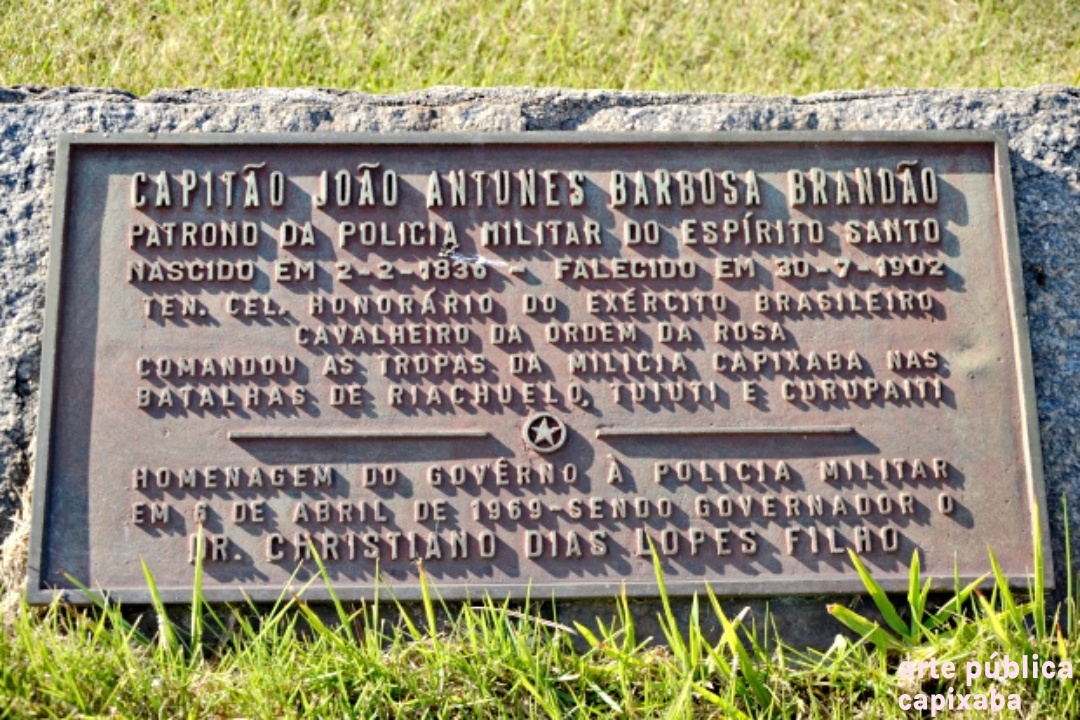 CAPITÃO JOÃO ANTUNES BARBOSA BRANDÃO
PATRONO DA POLICIA MILITAR DO ESPÍRITO SANTO
NASCIDO EM 2-2-1836 - FALECIDO EM 30-7-1902
TEN. CEL. HONORÁRIO DO EXÉRCITO BRASILEIRO
CAVALHEIRO DA ORDEM DA ROSA
COMANDOU AS TROPAS DA MILICIA CAPIXABA NAS
BATALHAS DE RIACHUELO, TUIUTI E CURUPAITI
HOMENAGEM DO GOVÊRNO À POLICIA MILITAR
EM 6 DE ABRIL DE 1969-SENDO GOVERNADOR O
DR. CHRISTIANO DIAS LOPES FILHO
arte pública
capixaba